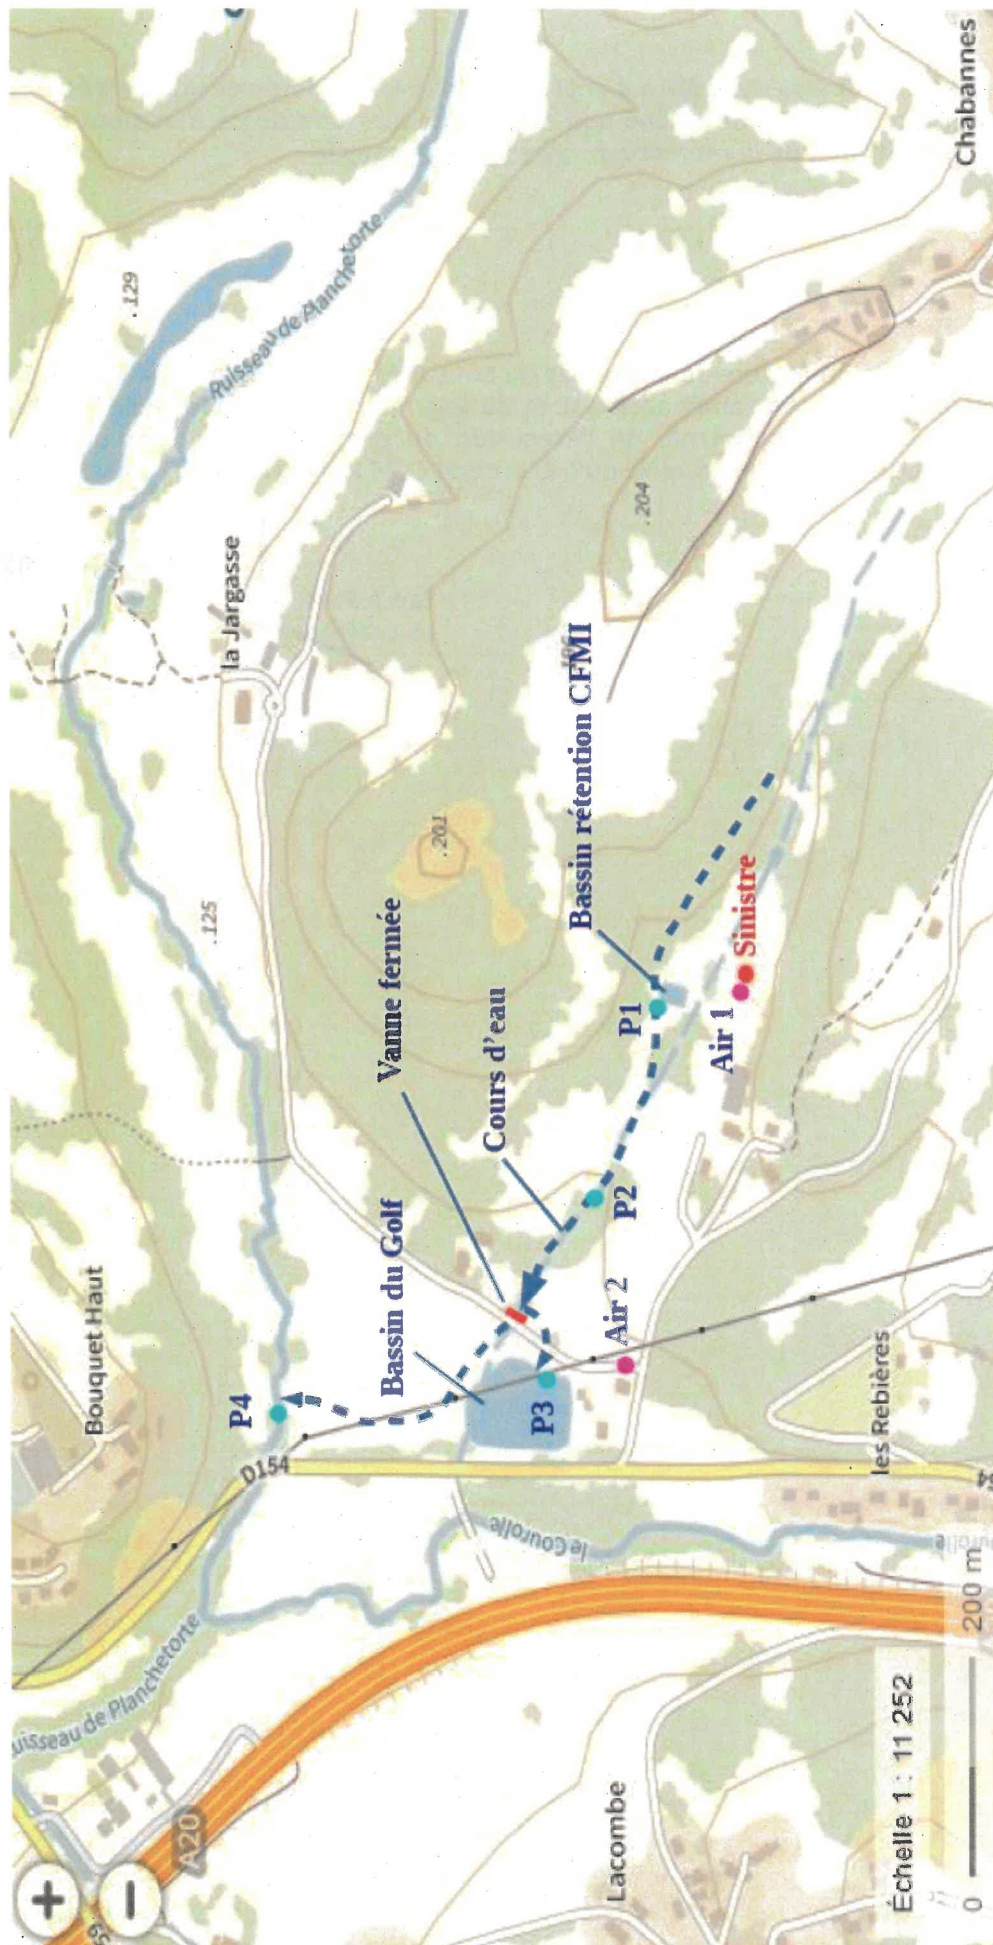 Chabannes
.129
Ruisseau de Planchetorte
.204
la Jargasse
Bassin rétention CFMI
.201
.125
Vanne fermée
Cours d'eau
P1
Sinistre
Air 1
Bassin du Golf
P2
Air 2
Bouquet Haut
P4
P3
D154
les Rebières
le Courolle
uisseau de Planchetorte
A20
Lacombe
Échelle 1 : 11 252
0
200 m
+
−